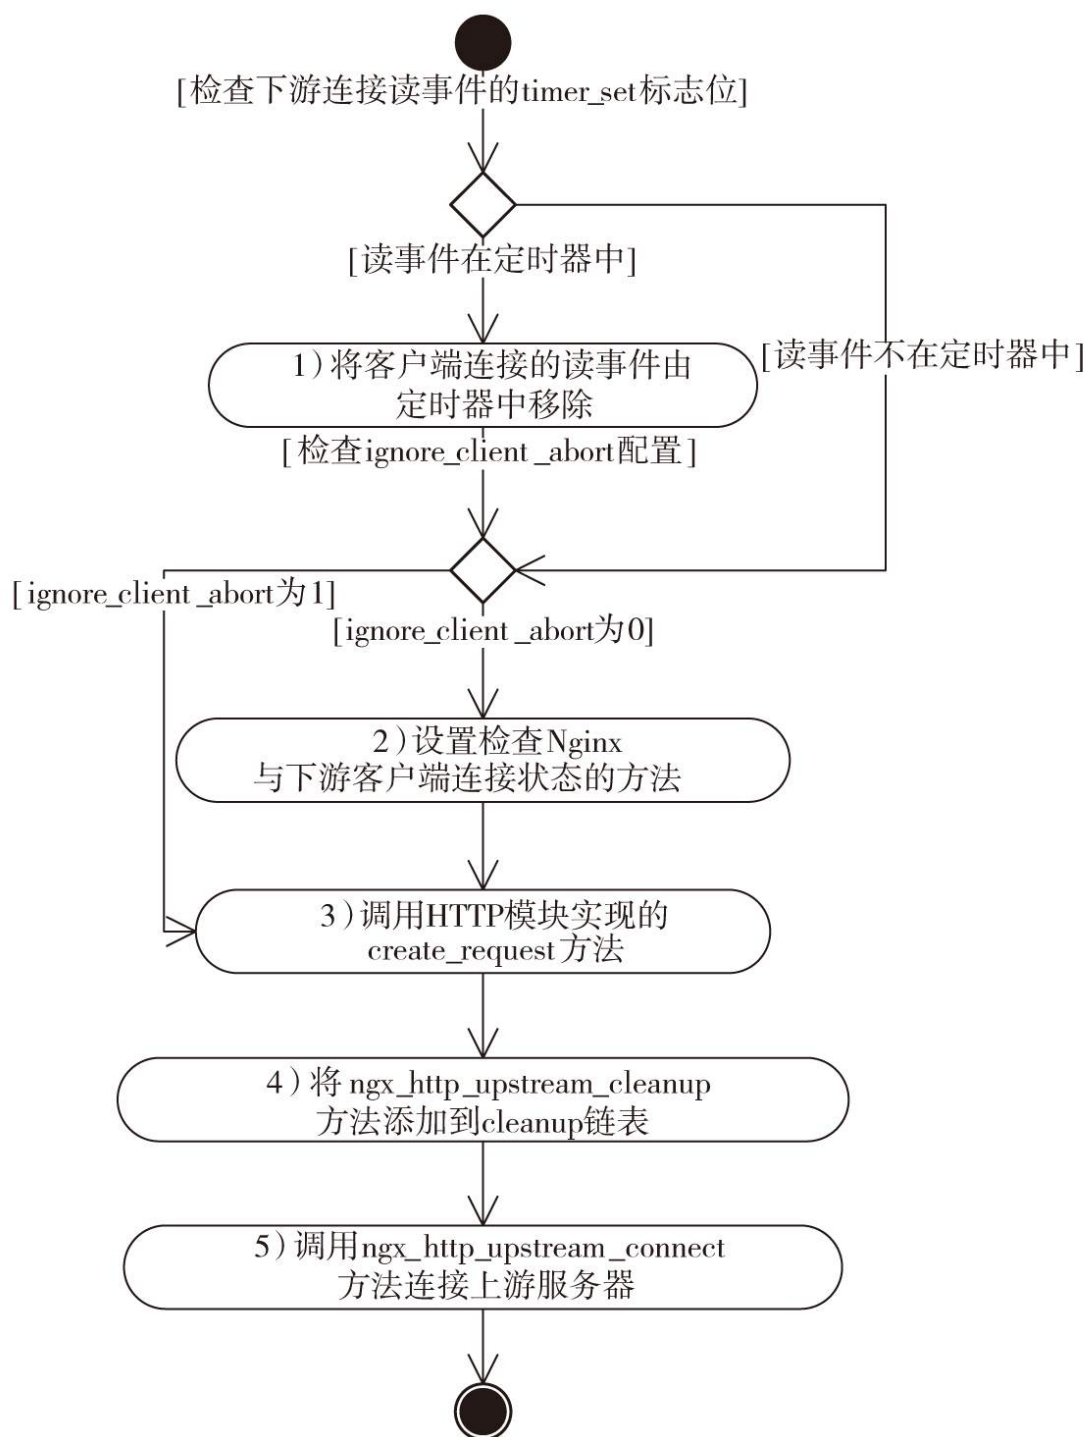 [检查下游连接读事件的timer_set标志位]
[读事件在定时器中]
[读事件不在定时器中]
1)将客户端连接的读事件由
定时器中移除
[检查ignore_client_abort配置]
[ignore_client_abort为1]
[ignore_client_abort为0]
2)设置检查Nginx
与下游客户端连接状态的方法
3)调用HTTP模块实现的
create_request方法
4)将ngx_http_upstream_cleanup
方法添加到cleanup链表
5)调用ngx_http_upstream_connect
方法连接上游服务器